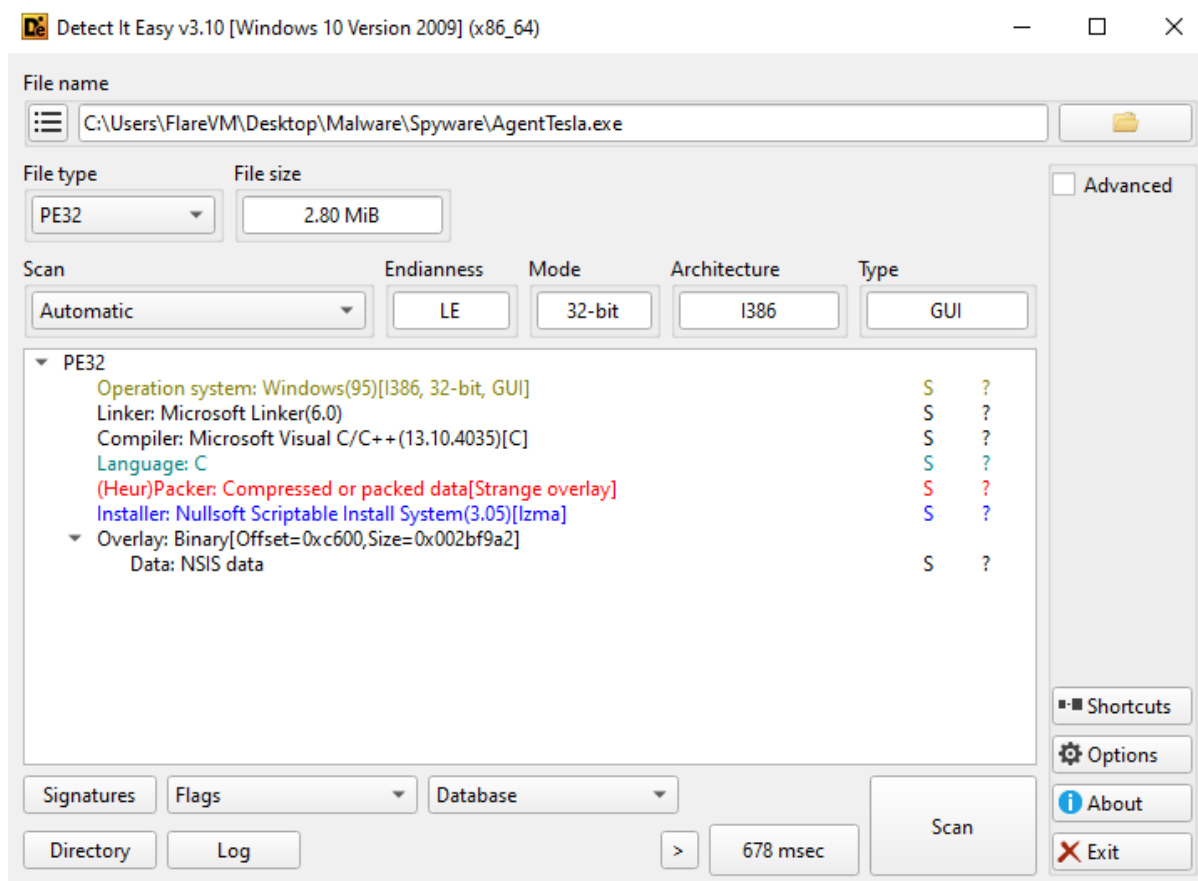 Detect It Easy v3.10 [Windows 10 Version 2009] (x86_64)
File name
C:\Users\FlareVM\Desktop\Malware\Spyware\AgentTesla.exe
File type File size
Advanced
PE32 2.80 MiB
Scan Endianness Mode Architecture Type
Automatic LE 32-bit I386 GUI
PE32
Operation system: Windows(95)[I386, 32-bit, GUI] S ?
Linker: Microsoft Linker(6.0) S ?
Compiler: Microsoft Visual C/C++(13.10.4035)[C] S ?
Language: C S ?
(Heur)Packer: Compressed or packed data[Strange overlay] S ?
Installer: Nullsoft Scriptable Install System(3.05)[lzma] S ?
Overlay: Binary[Offset=0xc600,Size=0x002bf9a2]
Data: NSIS data S ?
Shortcuts
Options
Signatures Flags Database
About
Scan
Directory Log > 678 msec
Exit